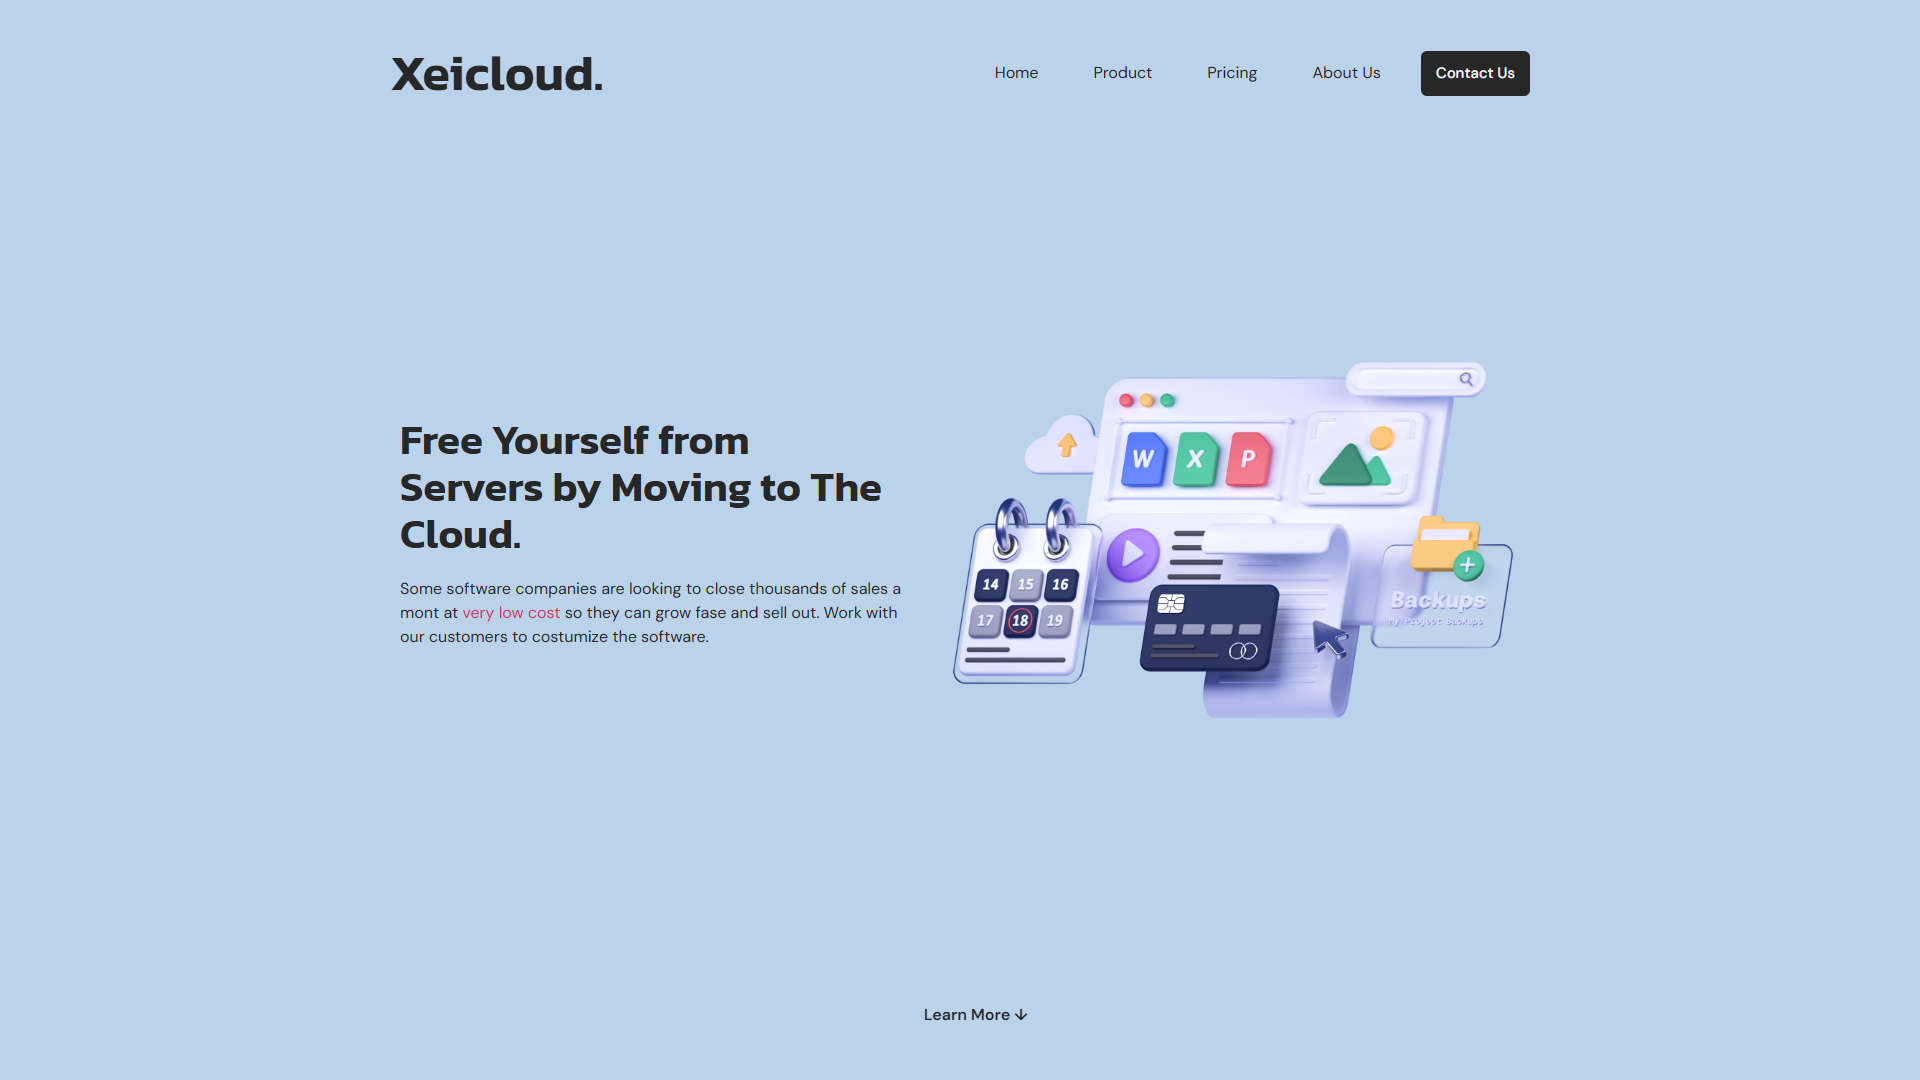 Xeicloud.
Home
Product
Pricing
About Us
Contact Us
Free Yourself from
Servers by Moving to The
Cloud.
Some software companies are looking to close thousands of sales a
mont at very low cost so they can grow fase and sell out. Work with
our customers to costumize the software.
W X P
14 15 16
17 18 19
Backups
My Project Backups
Learn More ↓